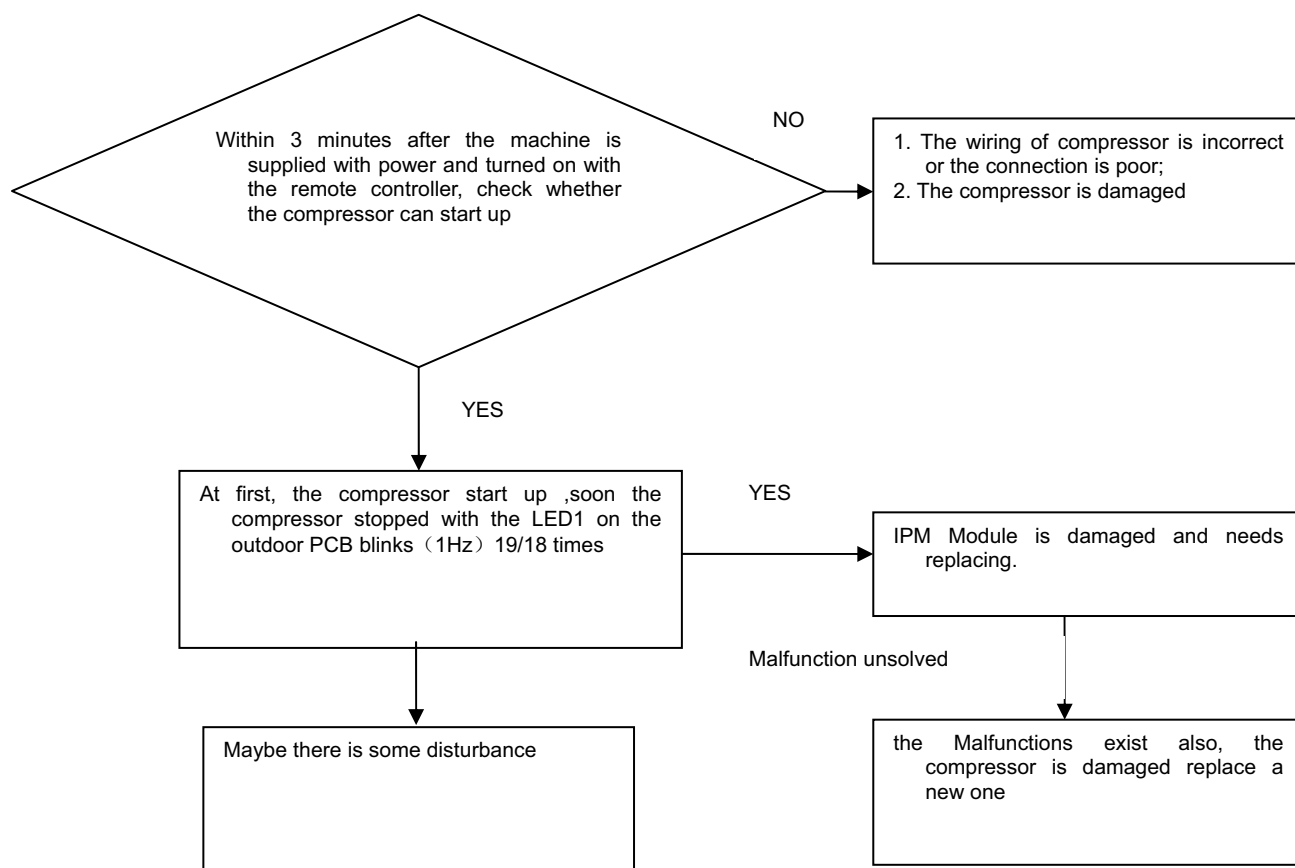 Within 3 minutes after the machine is
supplied with power and turned on with
the remote controller, check whether
the compressor can start up
NO
1. The wiring of compressor is incorrect
or the connection is poor;
2. The compressor is damaged
YES
At first, the compressor start up ,soon the
compressor stopped with the LED1 on the
outdoor PCB blinks（1Hz）19/18 times
YES
IPM Module is damaged and needs
replacing.
Malfunction unsolved
Maybe there is some disturbance
the Malfunctions exist also, the
compressor is damaged replace a
new one